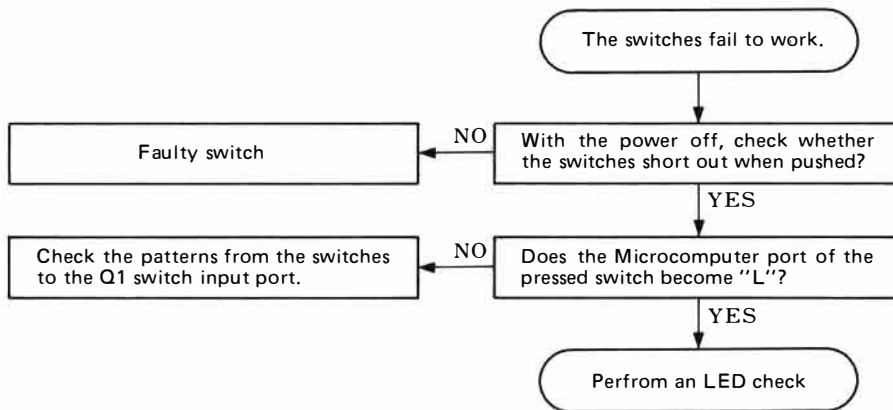 The switches fail to work.
With the power off, check whether
the switches short out when pushed?
NO
Faulty switch
YES
Does the Microcomputer port of the
pressed switch become "L"?
NO
Check the patterns from the switches
to the Q1 switch input port.
YES
Perfrom an LED check